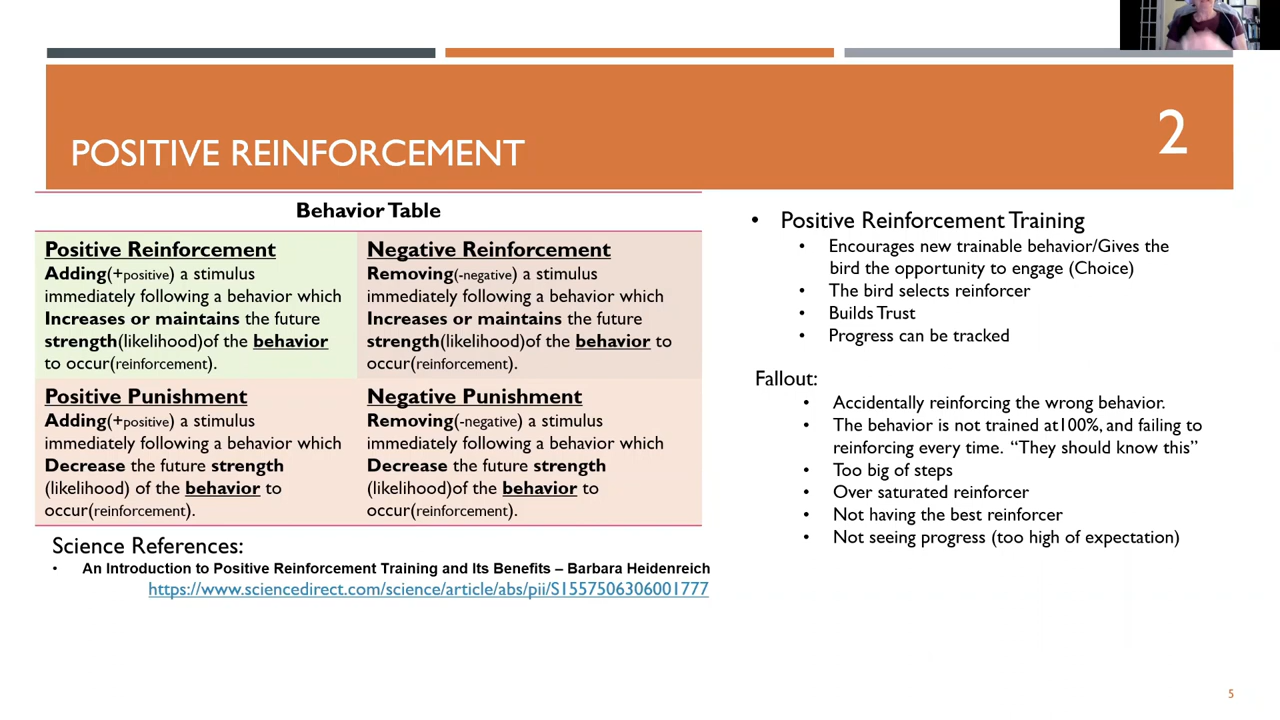 POSITIVE REINFORCEMENT
2
Behavior Table
Positive Reinforcement
Adding(+positive) a stimulus
immediately following a behavior which
Increases or maintains the future
strength(likelihood)of the behavior
to occur(reinforcement).
Negative Reinforcement
Removing(-negative) a stimulus
immediately following a behavior which
Increases or maintains the future
strength(likelihood)of the behavior to
occur(reinforcement).
Positive Punishment
Adding(+positive) a stimulus
immediately following a behavior which
Decrease the future strength
(likelihood) of the behavior to
occur(reinforcement).
Negative Punishment
Removing(-negative) a stimulus
immediately following a behavior which
Decrease the future strength
(likelihood)of the behavior to
occur(reinforcement).
Science References:
• An Introduction to Positive Reinforcement Training and Its Benefits – Barbara Heidenreich
https://www.sciencedirect.com/science/article/abs/pii/S1557506306001777
• Positive Reinforcement Training
• Encourages new trainable behavior/Gives the
bird the opportunity to engage (Choice)
• The bird selects reinforcer
• Builds Trust
• Progress can be tracked
Fallout:
• Accidentally reinforcing the wrong behavior.
• The behavior is not trained at100%, and failing to
reinforcing every time. “They should know this”
• Too big of steps
• Over saturated reinforcer
• Not having the best reinforcer
• Not seeing progress (too high of expectation)
5